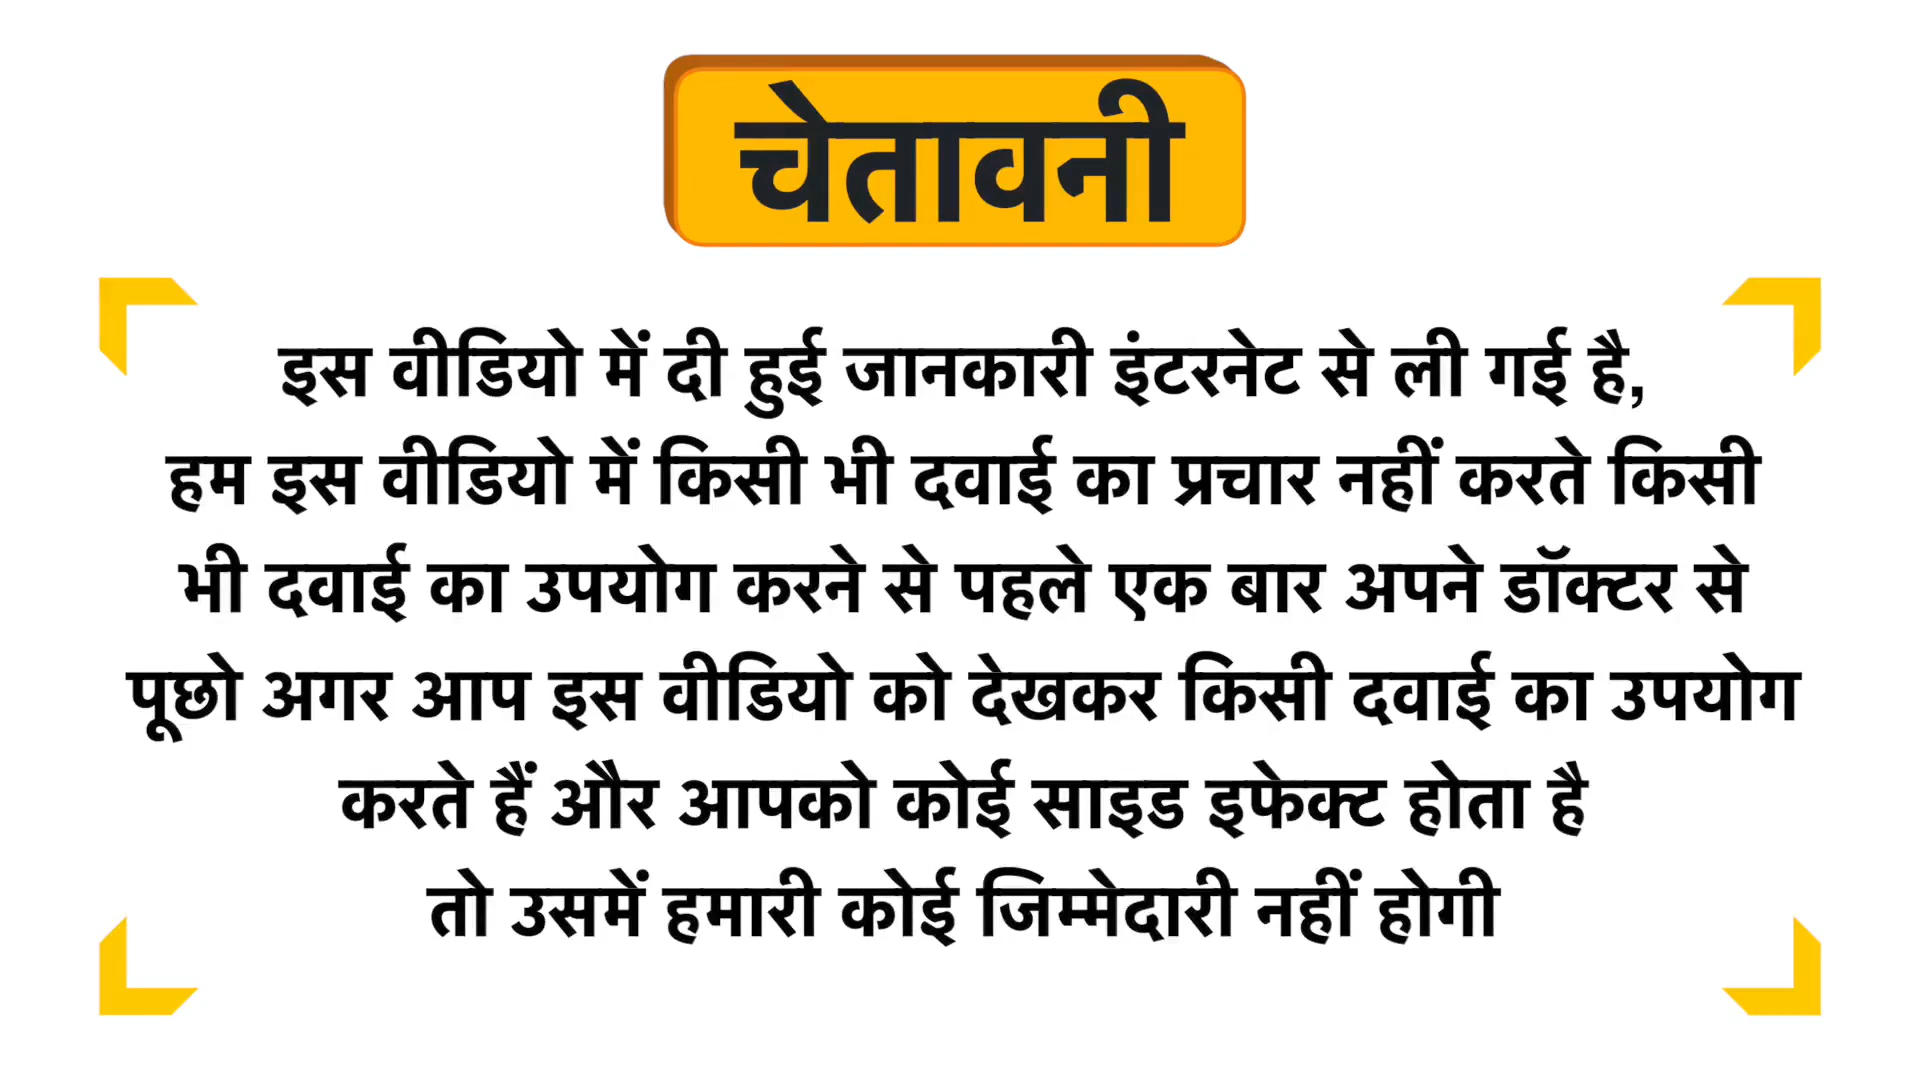 चेतावनी
इस वीडियो में दी हुई जानकारी इंटरनेट से ली गई है,
हम इस वीडियो में किसी भी दवाई का प्रचार नहीं करते किसी
भी दवाई का उपयोग करने से पहले एक बार अपने डॉक्टर से
पूछो अगर आप इस वीडियो को देखकर किसी दवाई का उपयोग
करते हैं और आपको कोई साइड इफेक्ट होता है
तो उसमें हमारी कोई जिम्मेदारी नहीं होगी